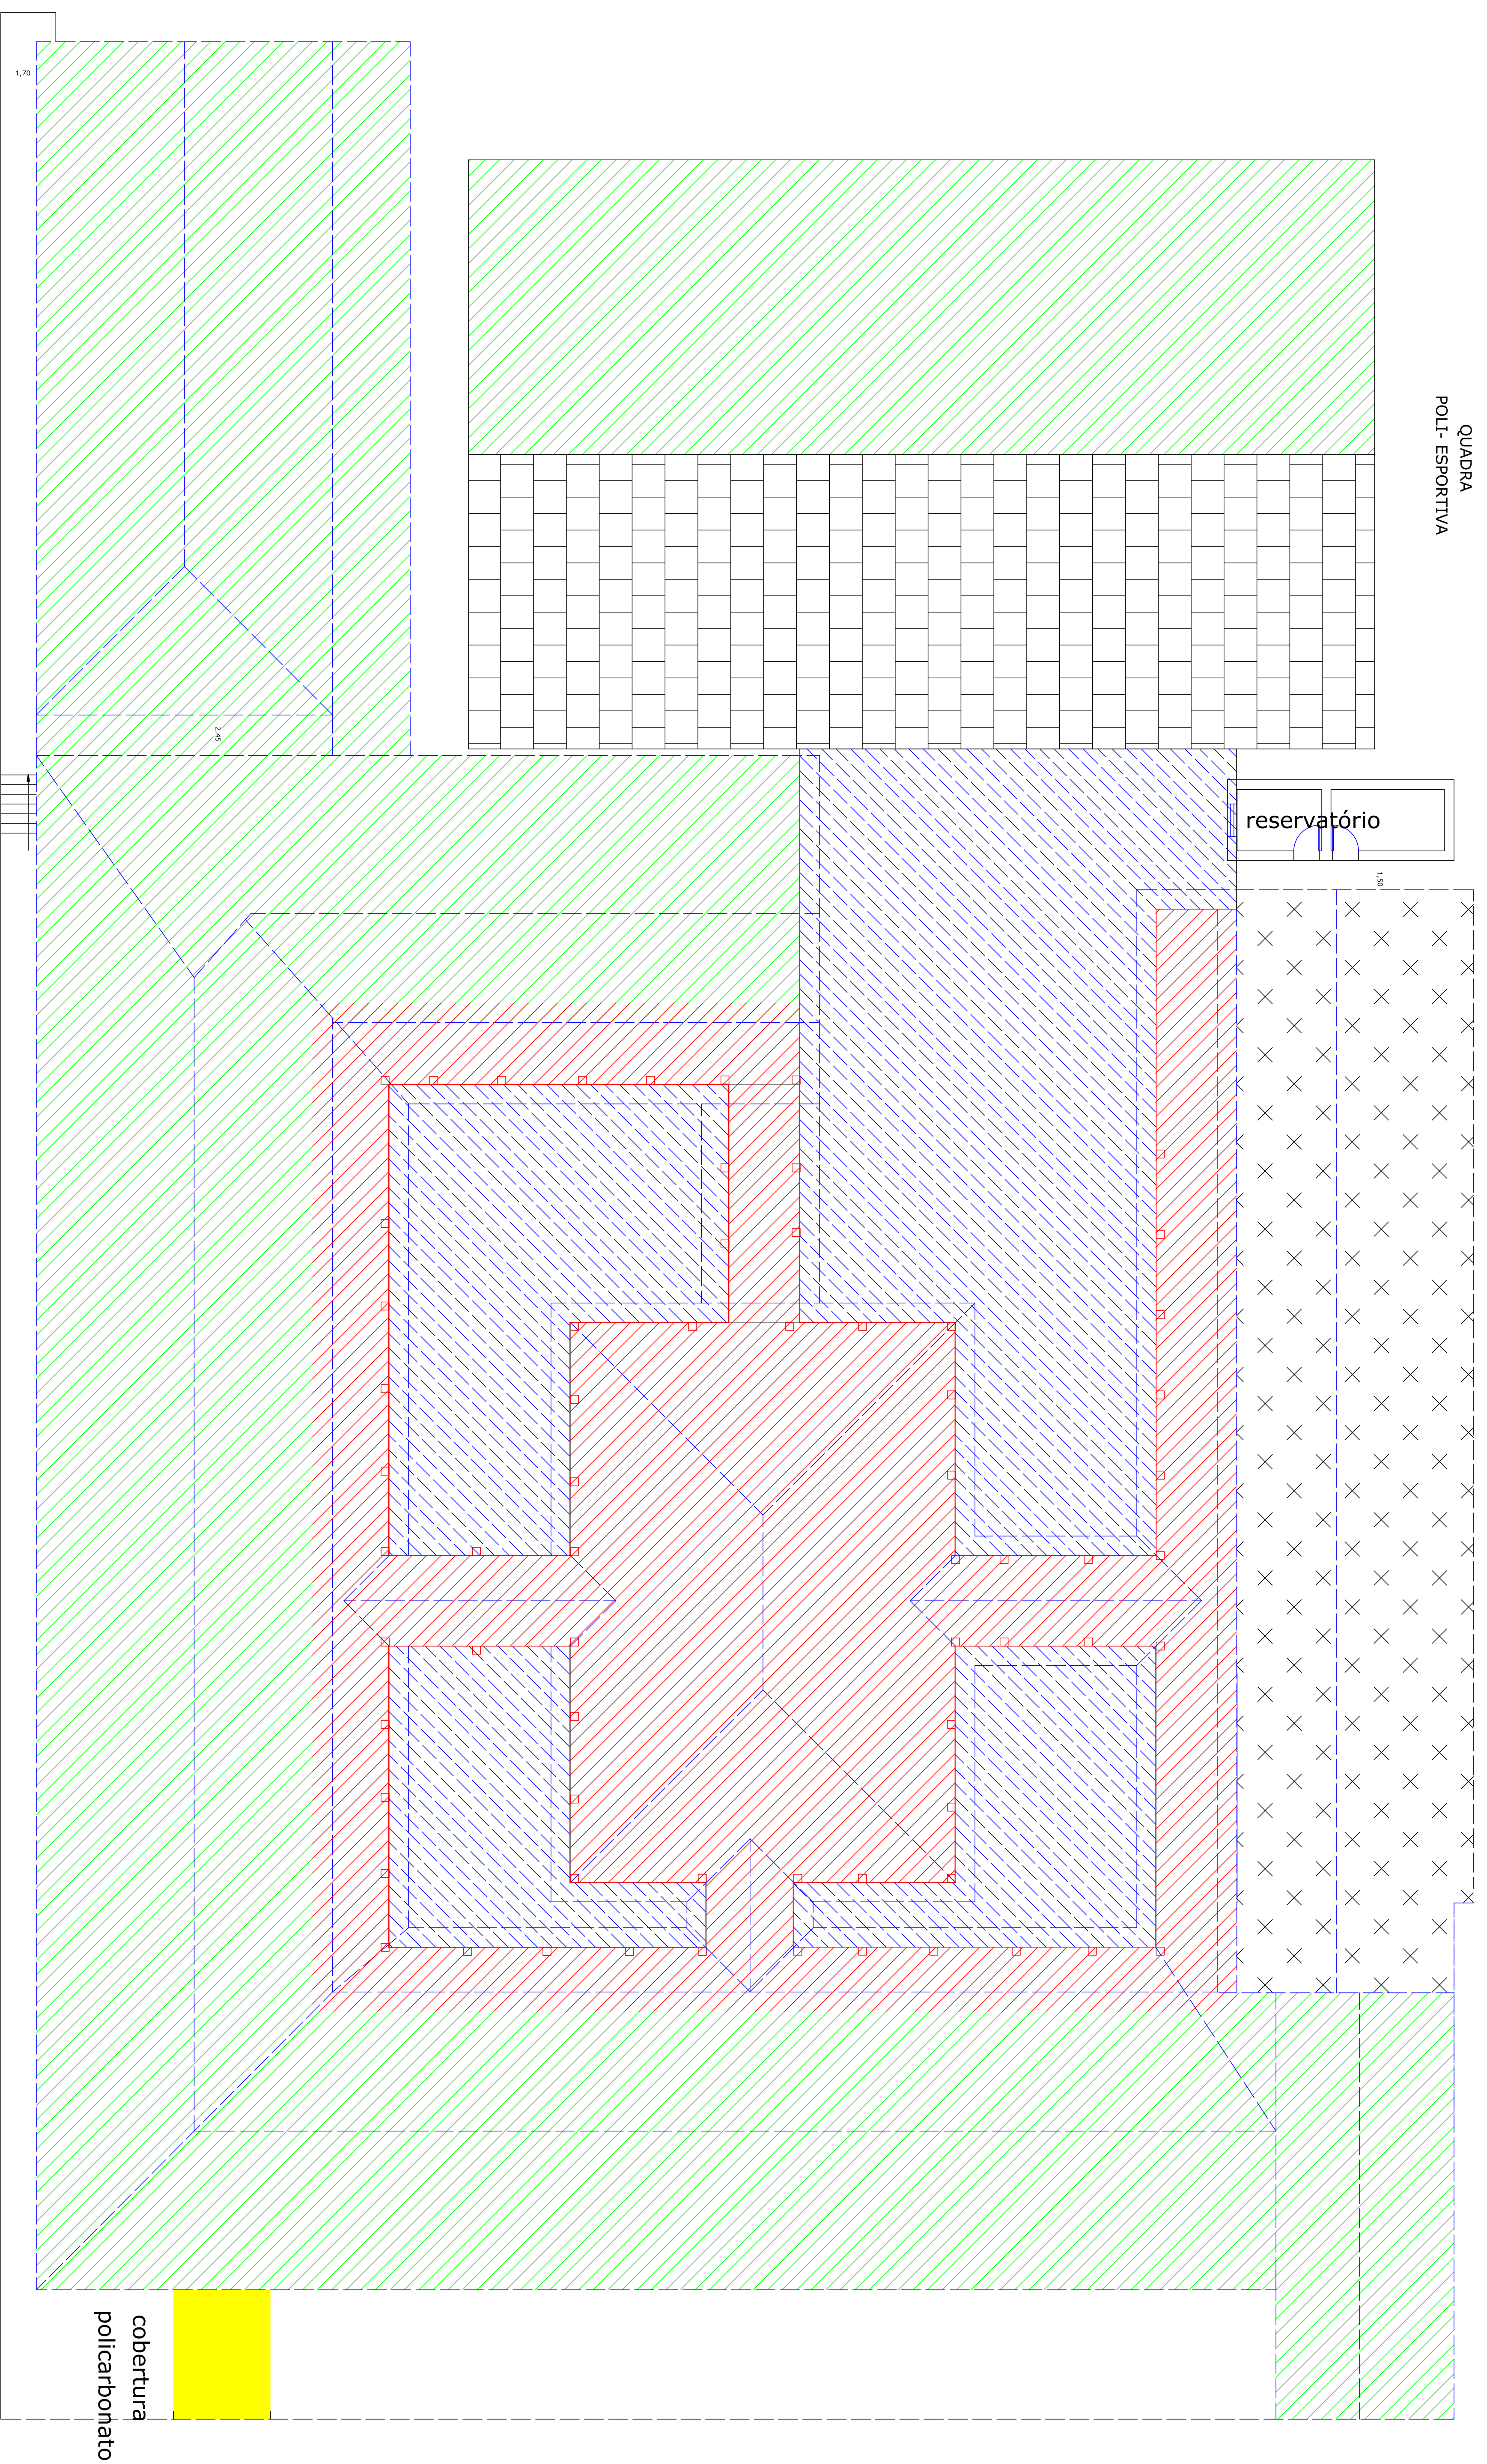 1,70
QUADRA
POLI- ESPORTIVA
2.45
reservatório
1,50
cobertura
policarbonato